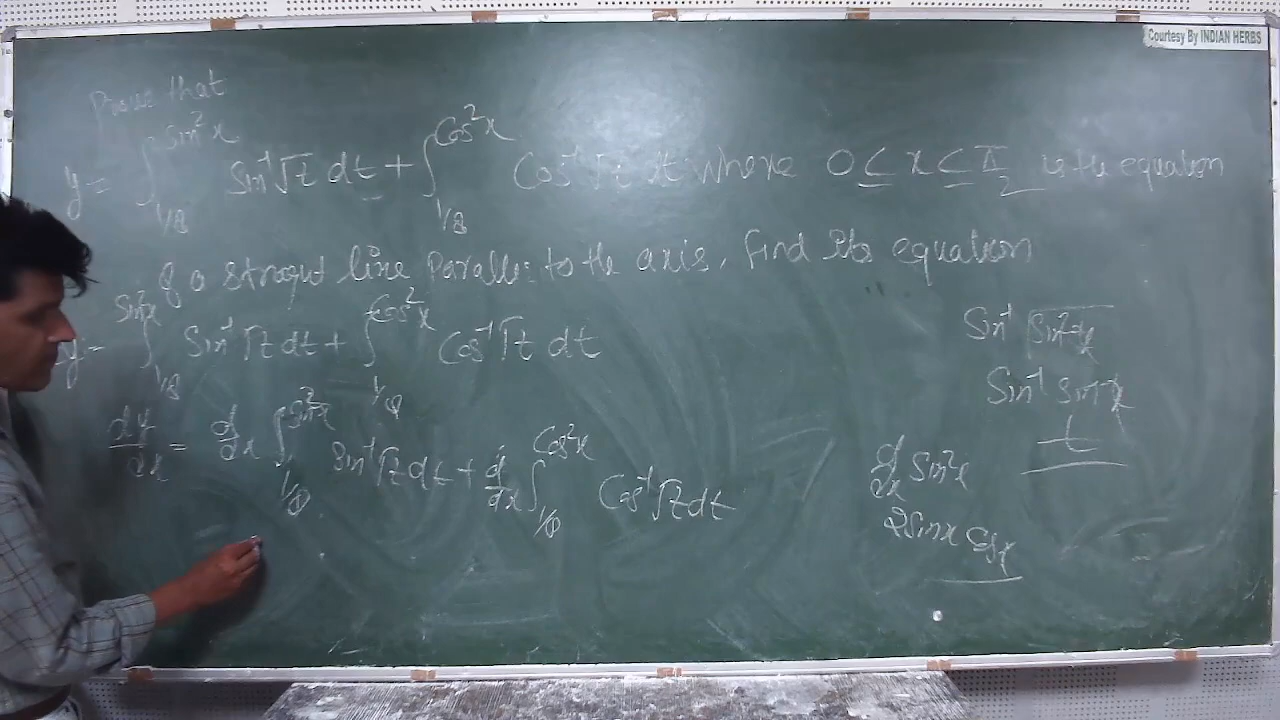 Courtesy By INDIAN HERBS
Prove that
y = ∫_{1/8}^{Sin²x} Sin⁻¹√t dt + ∫_{1/8}^{Cos²x} Cos⁻¹√t dt where 0 ≤ x ≤ π/2 is the equation
of a straight line parallel to the axis. Find its equation
y = ∫_{1/8}^{Sin²x} Sin⁻¹√t dt + ∫_{1/8}^{Cos²x} Cos⁻¹√t dt
dy/dx = d/dx ∫_{1/8}^{Sin²x} Sin⁻¹√t dt + d/dx ∫_{1/8}^{Cos²x} Cos⁻¹√t dt
Sin⁻¹ √Sin²x
Sin⁻¹ Sin x
d/dx Sin²x
2Sinx Cosx